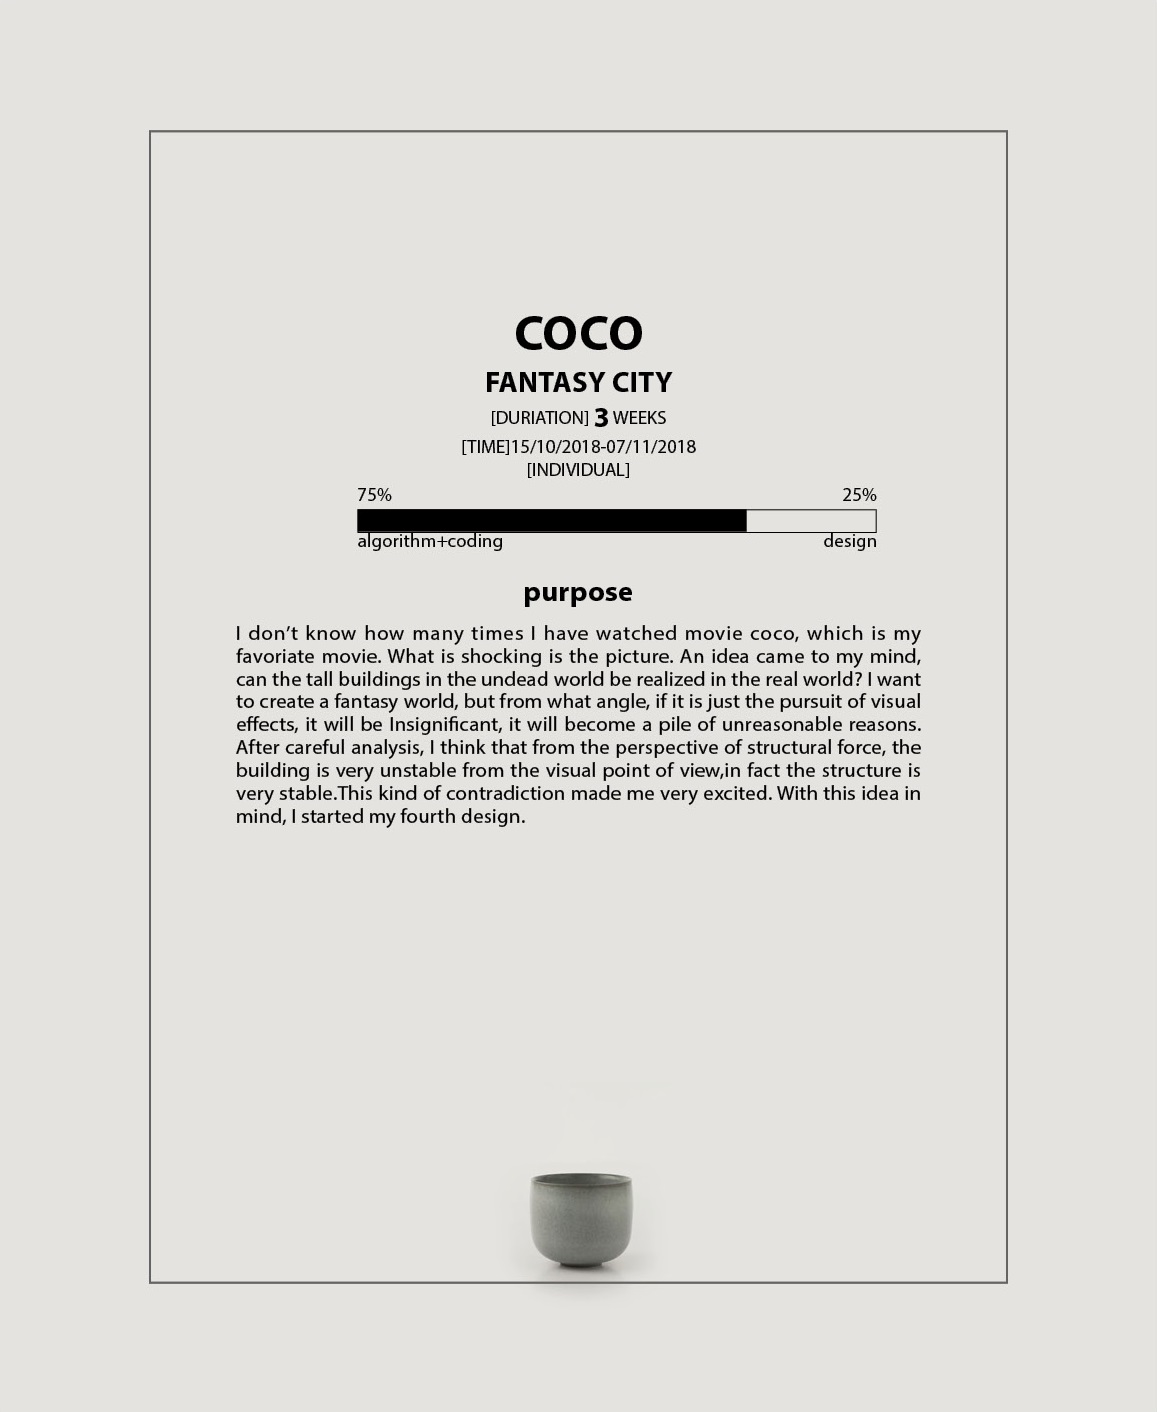 COCO
FANTASY CITY
[DURIATION] 3 WEEKS
[TIME]15/10/2018-07/11/2018
[INDIVIDUAL]
75% 25%
algorithm+coding design
purpose
I don’t know how many times I have watched movie coco, which is my
favoriate movie. What is shocking is the picture. An idea came to my mind,
can the tall buildings in the undead world be realized in the real world? I want
to create a fantasy world, but from what angle, if it is just the pursuit of visual
effects, it will be Insignificant, it will become a pile of unreasonable reasons.
After careful analysis, I think that from the perspective of structural force, the
building is very unstable from the visual point of view,in fact the structure is
very stable.This kind of contradiction made me very excited. With this idea in
mind, I started my fourth design.